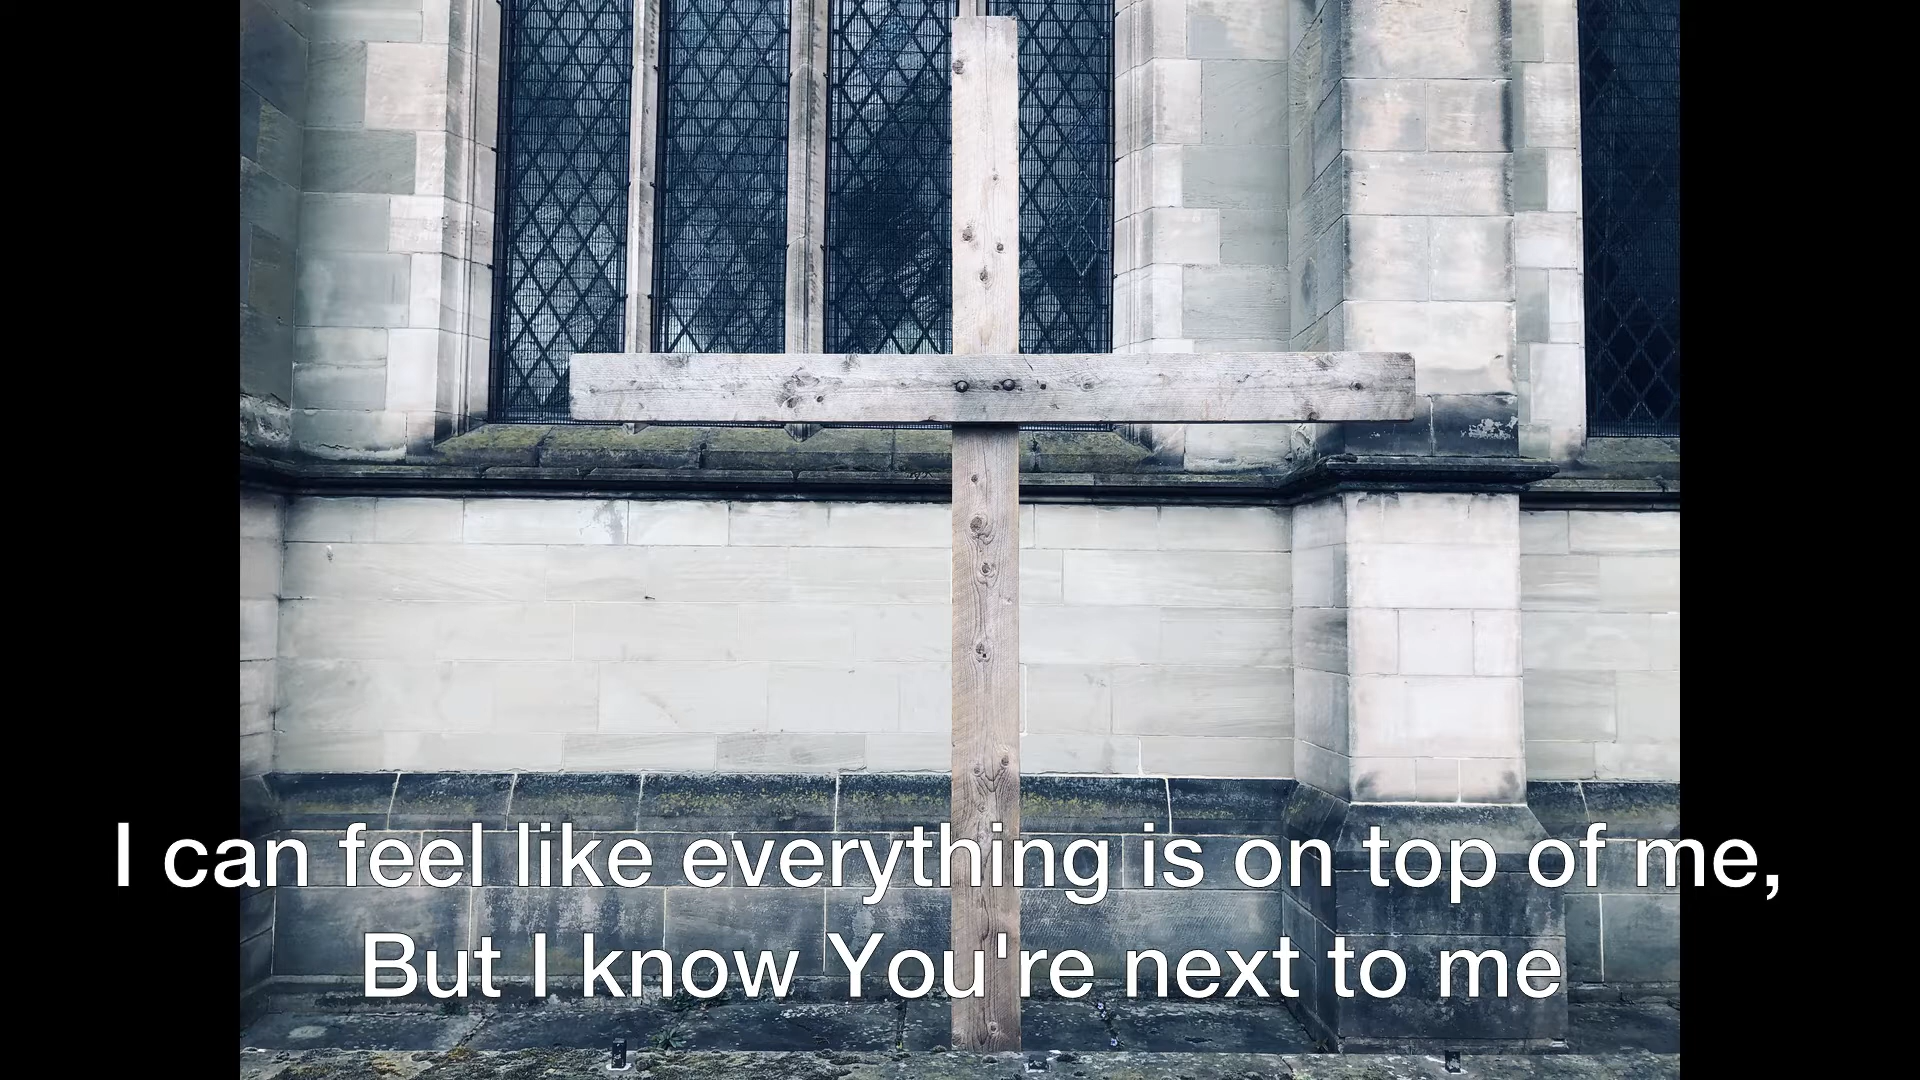 I can feel like everything is on top of me,
But I know You're next to me